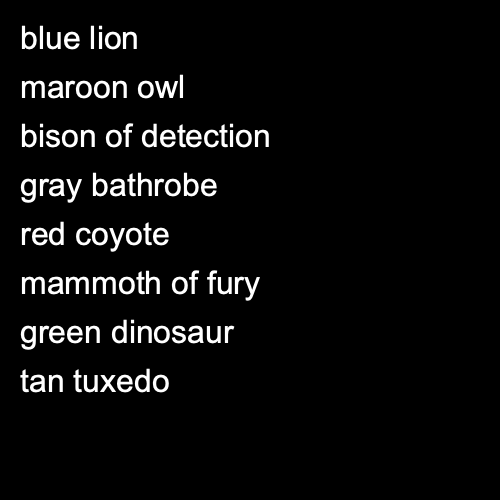 blue lion
maroon owl
bison of detection
gray bathrobe
red coyote
mammoth of fury
green dinosaur
tan tuxedo